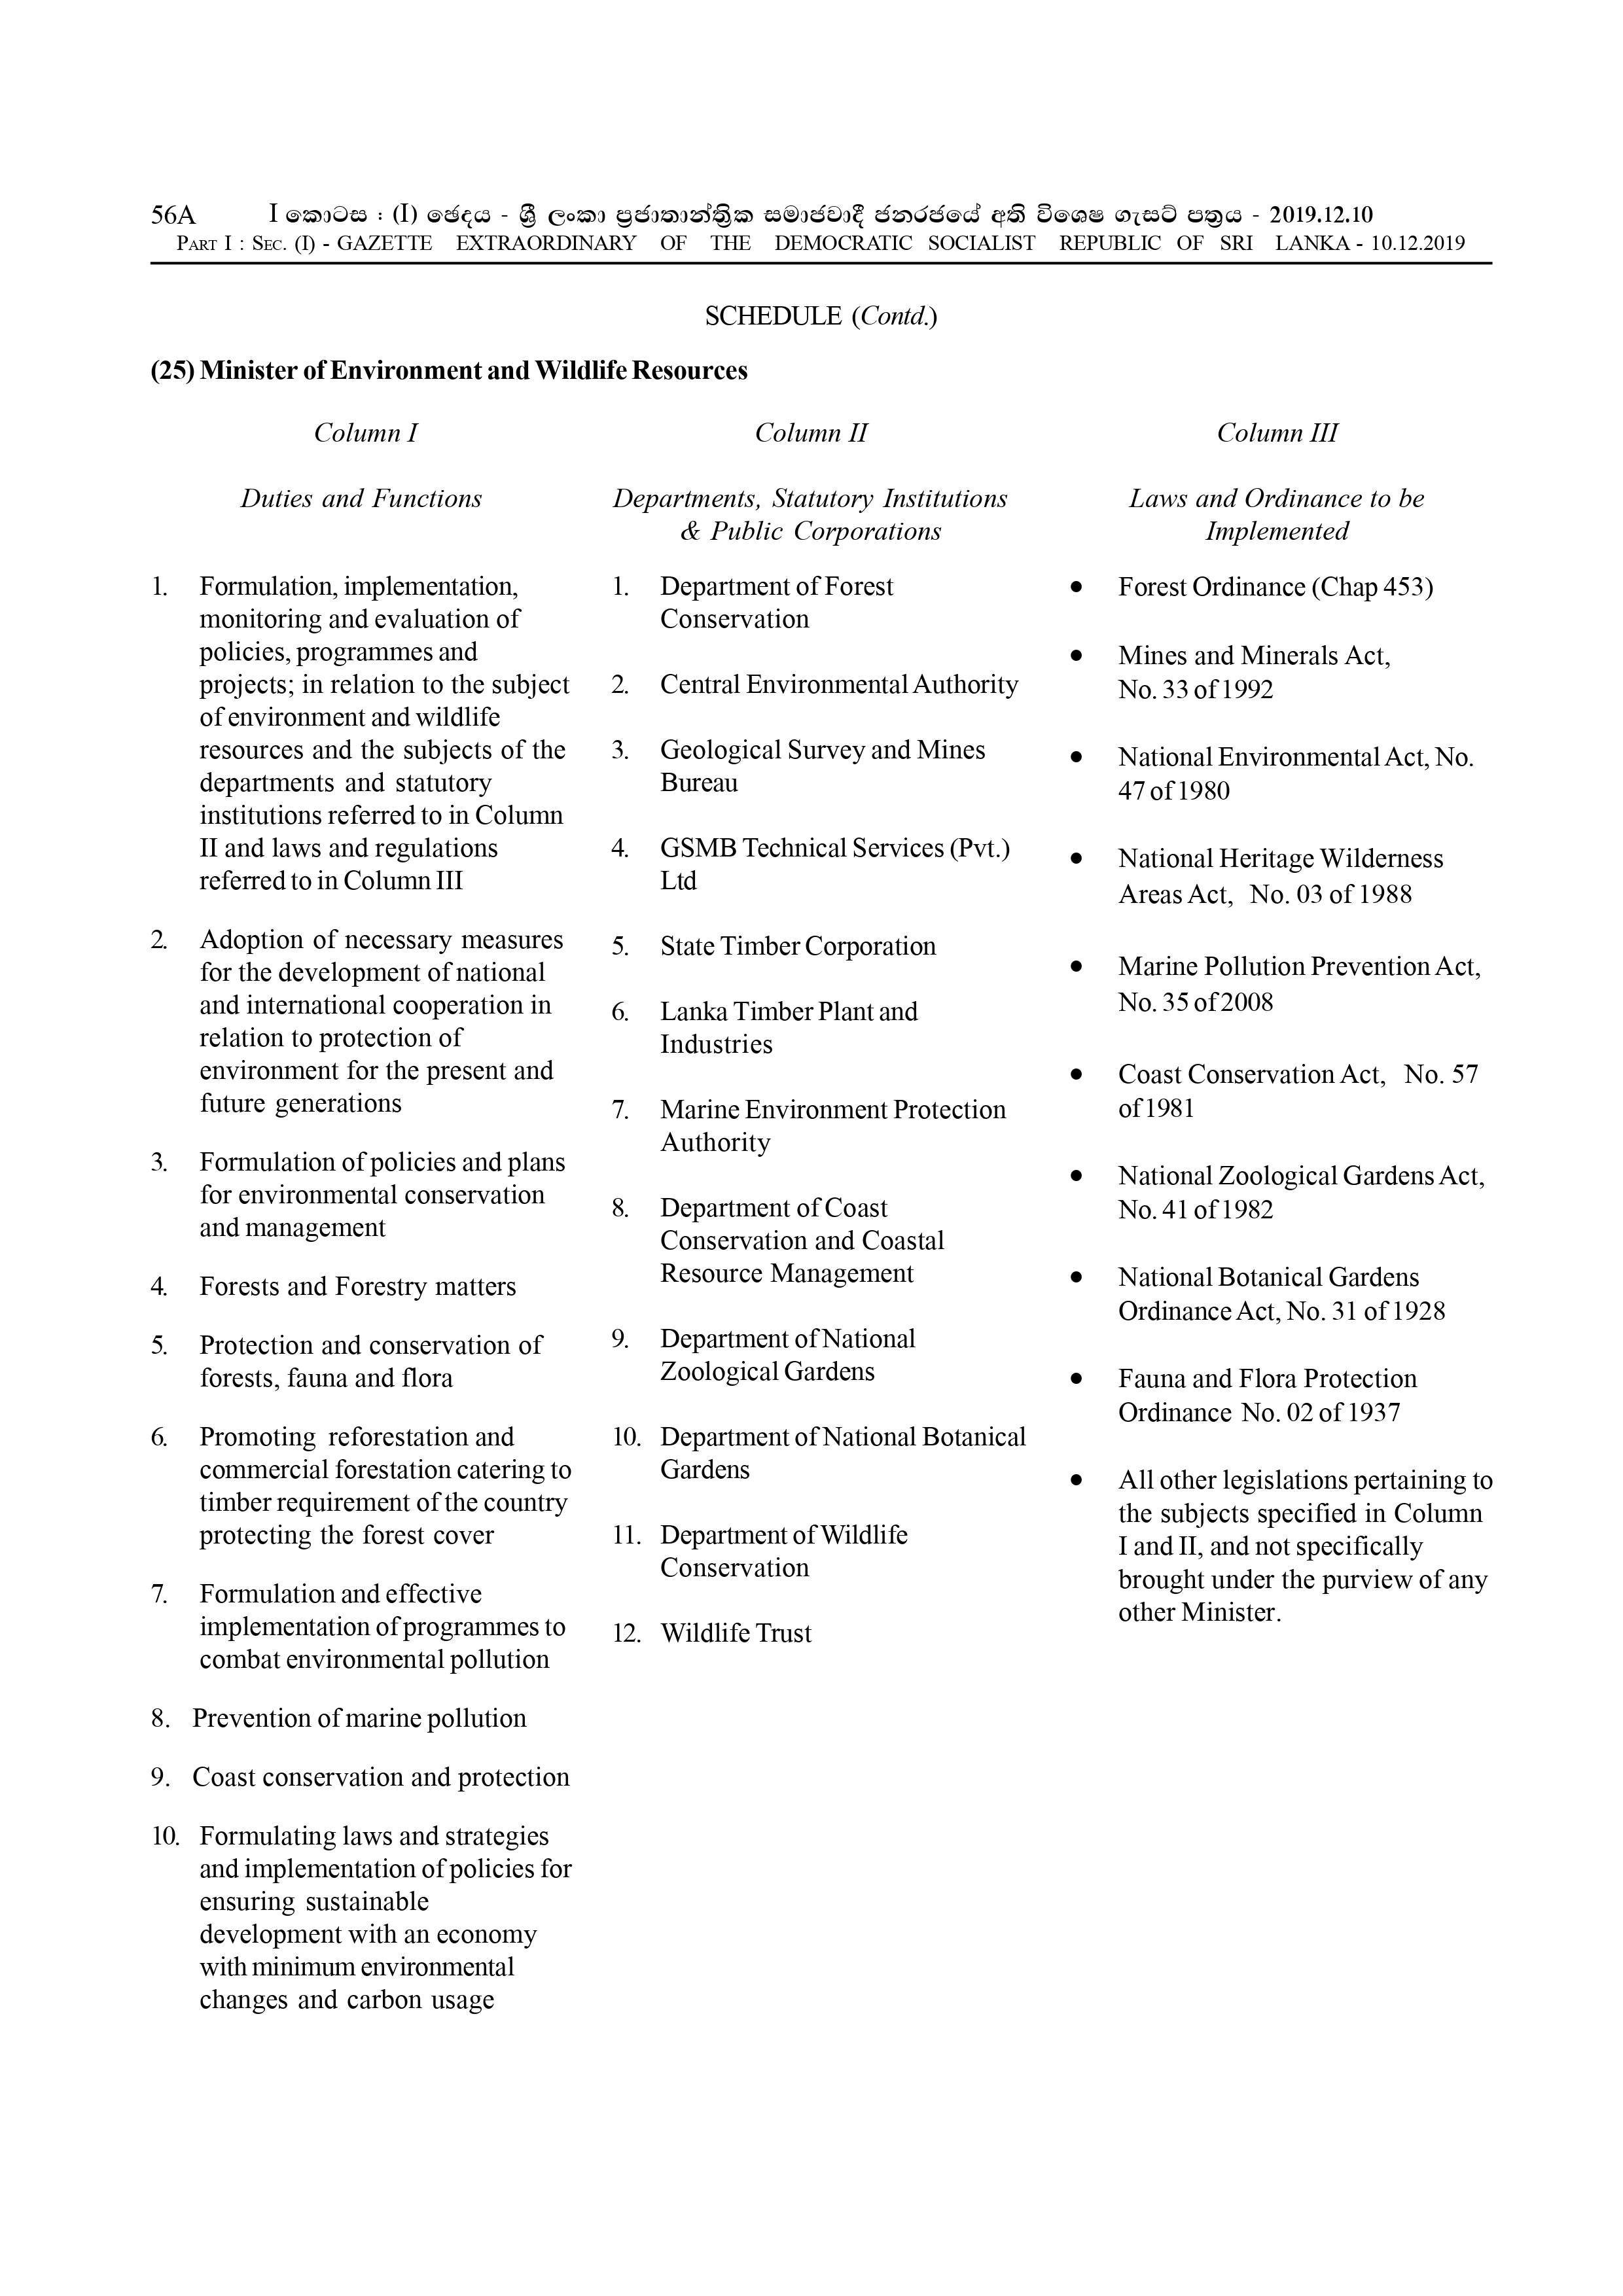 56A I කොටස : (I) ඡෙදය - ශ්‍රී ලංකා ප්‍රජාතාන්ත්‍රික සමාජවාදී ජනරජයේ අති විශෙෂ ගැසට් පත්‍රය - 2019.12.10
PART I : SEC. (I) - GAZETTE EXTRAORDINARY OF THE DEMOCRATIC SOCIALIST REPUBLIC OF SRI LANKA - 10.12.2019
SCHEDULE (Contd.)
(25) Minister of Environment and Wildlife Resources
Column I
Duties and Functions
1. Formulation, implementation,
monitoring and evaluation of
policies, programmes and
projects; in relation to the subject
of environment and wildlife
resources and the subjects of the
departments and statutory
institutions referred to in Column
II and laws and regulations
referred to in Column III
2. Adoption of necessary measures
for the development of national
and international cooperation in
relation to protection of
environment for the present and
future generations
3. Formulation of policies and plans
for environmental conservation
and management
4. Forests and Forestry matters
5. Protection and conservation of
forests, fauna and flora
6. Promoting reforestation and
commercial forestation catering to
timber requirement of the country
protecting the forest cover
7. Formulation and effective
implementation of programmes to
combat environmental pollution
8. Prevention of marine pollution
9. Coast conservation and protection
10. Formulating laws and strategies
and implementation of policies for
ensuring sustainable
development with an economy
with minimum environmental
changes and carbon usage
Column II
Departments, Statutory Institutions
& Public Corporations
1. Department of Forest
Conservation
2. Central Environmental Authority
3. Geological Survey and Mines
Bureau
4. GSMB Technical Services (Pvt.)
Ltd
5. State Timber Corporation
6. Lanka Timber Plant and
Industries
7. Marine Environment Protection
Authority
8. Department of Coast
Conservation and Coastal
Resource Management
9. Department of National
Zoological Gardens
10. Department of National Botanical
Gardens
11. Department of Wildlife
Conservation
12. Wildlife Trust
Column III
Laws and Ordinance to be
Implemented
● Forest Ordinance (Chap 453)
● Mines and Minerals Act,
No. 33 of 1992
● National Environmental Act, No.
47 of 1980
● National Heritage Wilderness
Areas Act, No. 03 of 1988
● Marine Pollution Prevention Act,
No. 35 of 2008
● Coast Conservation Act, No. 57
of 1981
● National Zoological Gardens Act,
No. 41 of 1982
● National Botanical Gardens
Ordinance Act, No. 31 of 1928
● Fauna and Flora Protection
Ordinance No. 02 of 1937
● All other legislations pertaining to
the subjects specified in Column
I and II, and not specifically
brought under the purview of any
other Minister.